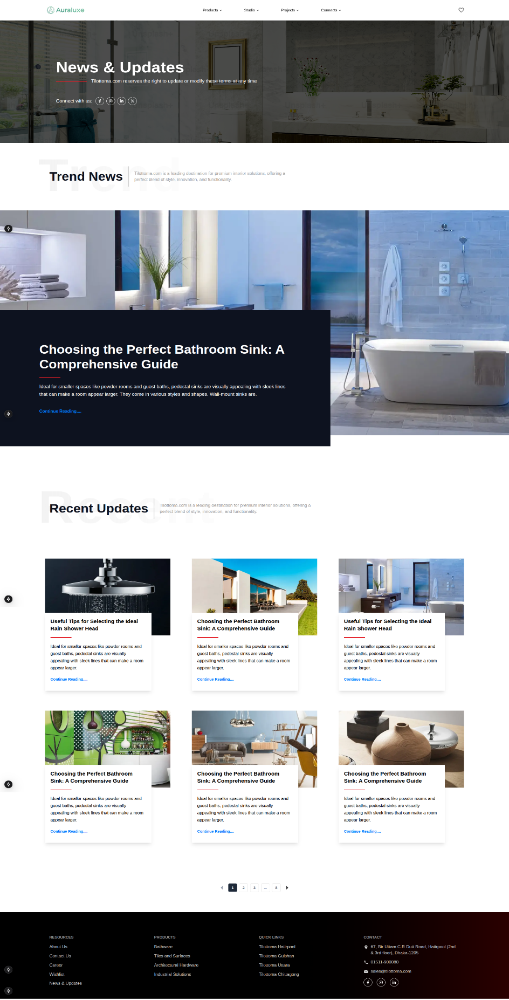 Auraluxe
Products
Studio
Projects
Connects
News & Updates
Tilottoma.com reserves the right to update or modify these terms at any time
Connect with us:
Trend
Trend News
Tilottoma.com is a leading destination for premium interior solutions, offering a
perfect blend of style, innovation, and functionality.
Choosing the Perfect Bathroom Sink: A
Comprehensive Guide
Ideal for smaller spaces like powder rooms and guest baths, pedestal sinks are visually appealing with sleek lines
that can make a room appear larger. They come in various styles and shapes. Wall-mount sinks are.
Continue Reading....
Recent
Recent Updates
Tilottoma.com is a leading destination for premium interior solutions, offering a
perfect blend of style, innovation, and functionality.
Useful Tips for Selecting the Ideal
Rain Shower Head
Ideal for smaller spaces like powder rooms and
guest baths, pedestal sinks are visually
appealing with sleek lines that can make a room
appear larger.
Continue Reading....
Choosing the Perfect Bathroom
Sink: A Comprehensive Guide
Ideal for smaller spaces like powder rooms and
guest baths, pedestal sinks are visually
appealing with sleek lines that can make a room
appear larger.
Continue Reading....
Useful Tips for Selecting the Ideal
Rain Shower Head
Ideal for smaller spaces like powder rooms and
guest baths, pedestal sinks are visually
appealing with sleek lines that can make a room
appear larger.
Continue Reading....
Choosing the Perfect Bathroom
Sink: A Comprehensive Guide
Ideal for smaller spaces like powder rooms and
guest baths, pedestal sinks are visually
appealing with sleek lines that can make a room
appear larger.
Continue Reading....
Choosing the Perfect Bathroom
Sink: A Comprehensive Guide
Ideal for smaller spaces like powder rooms and
guest baths, pedestal sinks are visually
appealing with sleek lines that can make a room
appear larger.
Continue Reading....
Choosing the Perfect Bathroom
Sink: A Comprehensive Guide
Ideal for smaller spaces like powder rooms and
guest baths, pedestal sinks are visually
appealing with sleek lines that can make a room
appear larger.
Continue Reading....
1 2 3 ... 8
RESOURCES
About Us
Contact Us
Career
Wishlist
News & Updates
PRODUCTS
Bathware
Tiles and Surfaces
Architectural Hardware
Industrial Solutions
QUICK LINKS
Tilottoma Hatirpool
Tilottoma Gulshan
Tilottoma Uttara
Tilottoma Chittagong
CONTACT
67, Bir Uttam C.R Dutt Road, Hatirpool (2nd
& 3rd floor), Dhaka-1205
01511-900080
sales@tilottoma.com